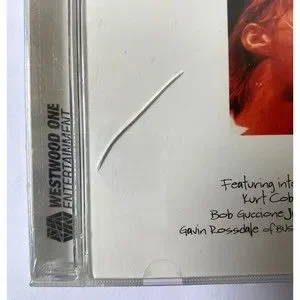 WESTWOOD ONE
ENTERTAINMENT
Featuring
Kurt
Bob Guccione
Gavin Rossdale of